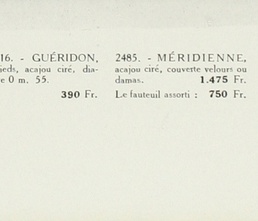 16. - GUÉRIDON,
ieds, acajou ciré, dia-
e 0 m. 55.
390 Fr.
2485. - MÉRIDIENNE,
acajou ciré, couverte velours ou
damas. 1.475 Fr.
Le fauteuil assorti : 750 Fr.